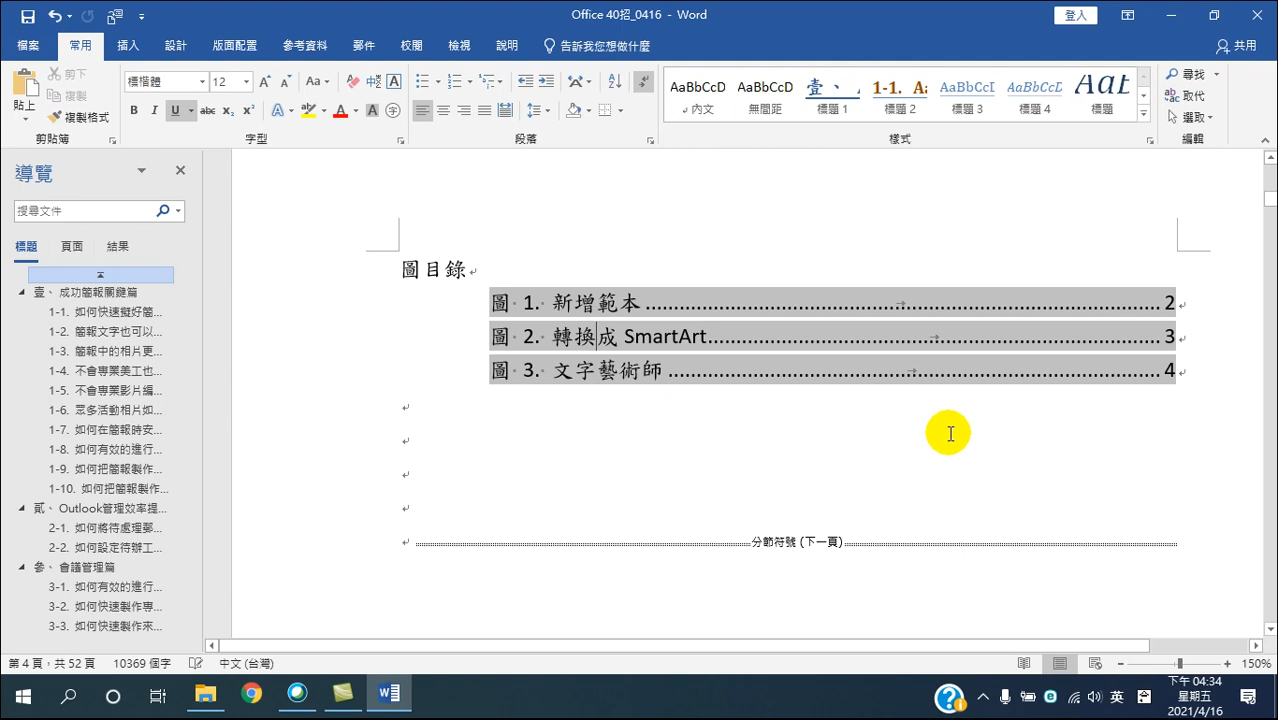 Office 40招_0416 - Word
登入
檔案 常用 插入 設計 版面配置 參考資料 郵件 校閱 檢視 說明 告訴我您想做什麼 共用
貼上 剪下 複製 複製格式
標楷體 12
AaBbCcD AaBbCcD 壹、 1-1. Aa AaBbCcD AaBbCcD AaB
內文 無間距 標題 1 標題 2 標題 3 標題 4 標題
尋找 取代 選取
剪貼簿 字型 段落 樣式 編輯
導覽
搜尋文件
標題 頁面 結果
壹、 成功簡報關鍵篇
1-1. 如何快速擬好簡...
1-2. 簡報文字也可以...
1-3. 簡報中的相片更...
1-4. 不會專業美工也...
1-5. 不會專業影片編...
1-6. 眾多活動相片如...
1-7. 如何在簡報時安...
1-8. 如何有效的進行...
1-9. 如何把簡報製作...
1-10. 如何把簡報製作...
貳、 Outlook管理效率提...
2-1. 如何將待處理郵...
2-2. 如何設定待辦工...
參、 會議管理篇
3-1. 如何有效的進行...
3-2. 如何快速製作專...
3-3. 如何快速製作來...
圖目錄
圖 1. 新增範本 2
圖 2. 轉換成 SmartArt 3
圖 3. 文字藝術師 4
分節符號 (下一頁)
第 4 頁，共 52 頁 10369 個字 中文 (台灣) 150%
英
下午 04:34
星期五
2021/4/16